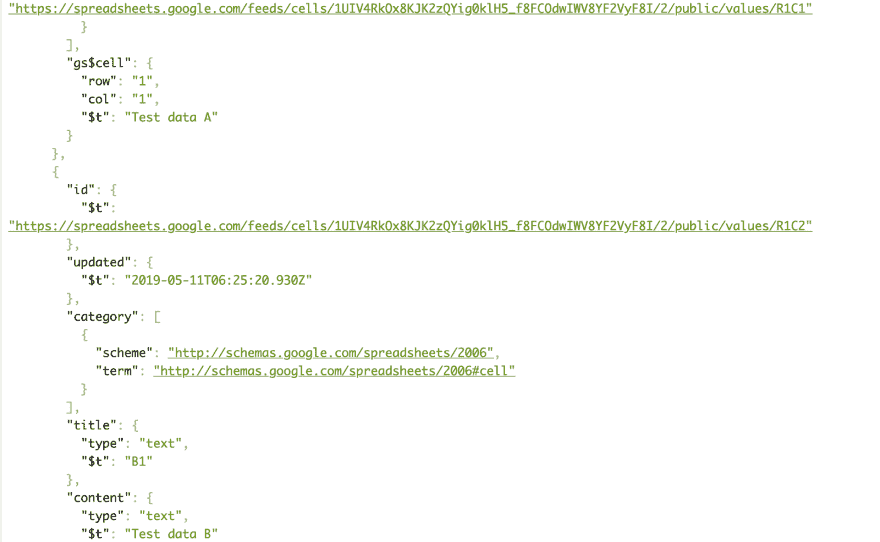 "https://spreadsheets.google.com/feeds/cells/1UIV4RkOx8KJK2zQYig0klH5_f8FCOdwIWV8YF2VyF8I/2/public/values/R1C1"
}
],
"gs$cell": {
"row": "1",
"col": "1",
"$t": "Test data A"
}
},
{
"id": {
"$t":
"https://spreadsheets.google.com/feeds/cells/1UIV4RkOx8KJK2zQYig0klH5_f8FCOdwIWV8YF2VyF8I/2/public/values/R1C2"
},
"updated": {
"$t": "2019-05-11T06:25:20.930Z"
},
"category": [
{
"scheme": "http://schemas.google.com/spreadsheets/2006",
"term": "http://schemas.google.com/spreadsheets/2006#cell"
}
],
"title": {
"type": "text",
"$t": "B1"
},
"content": {
"type": "text",
"$t": "Test data B"